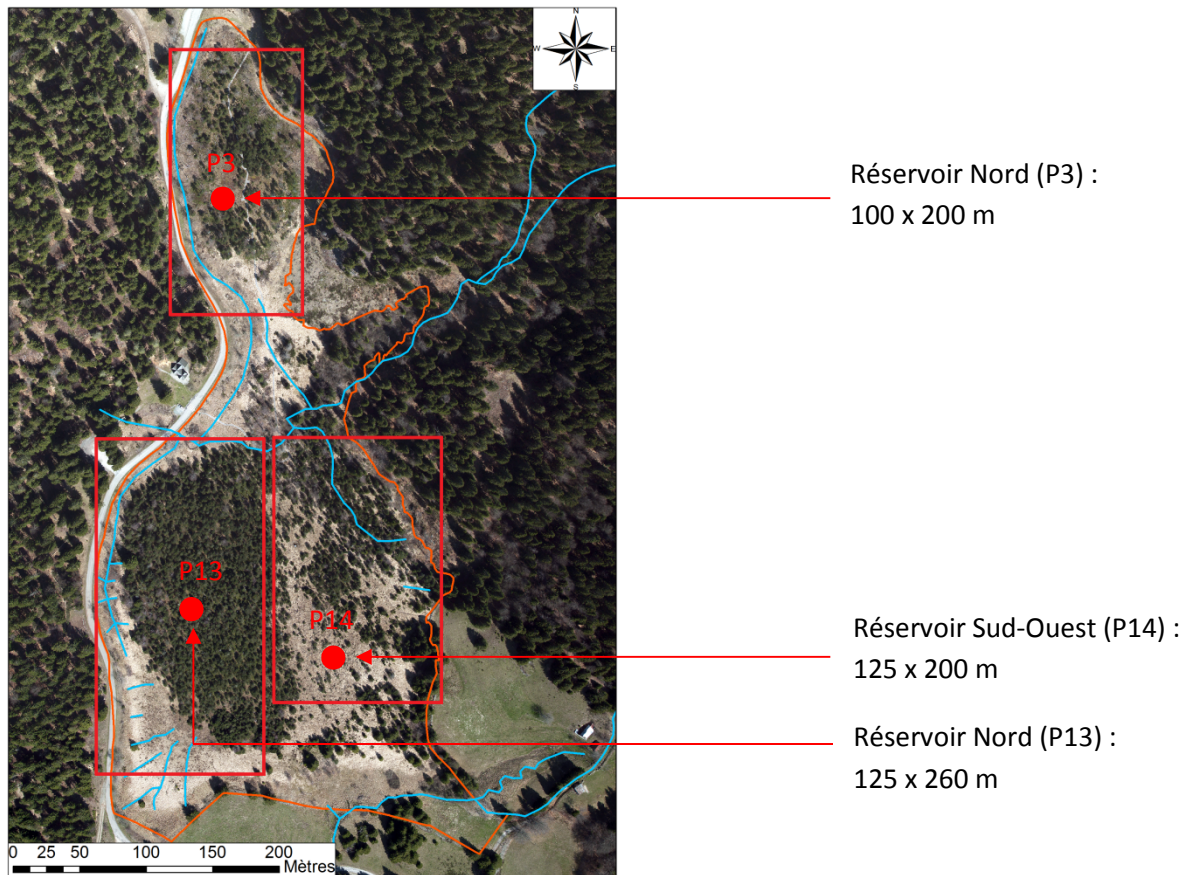 N
W
E
S
P3
Réservoir Nord (P3) :
100 x 200 m
P13
P14
Réservoir Sud-Ouest (P14) :
125 x 200 m
Réservoir Nord (P13) :
125 x 260 m
0 25 50 100 150 200
Mètres